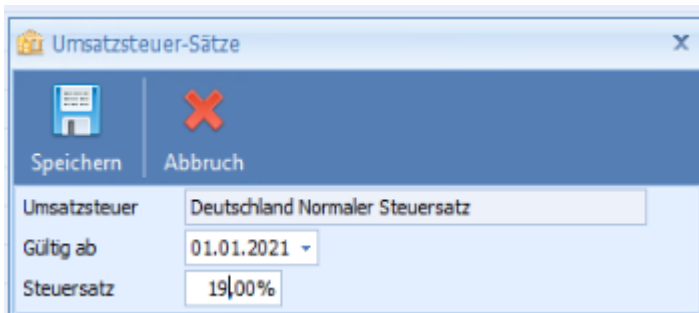 Umsatzsteuer-Sätze
Speichern Abbruch
Umsatzsteuer Deutschland Normaler Steuersatz
Gültig ab 01.01.2021
Steuersatz 19,00%